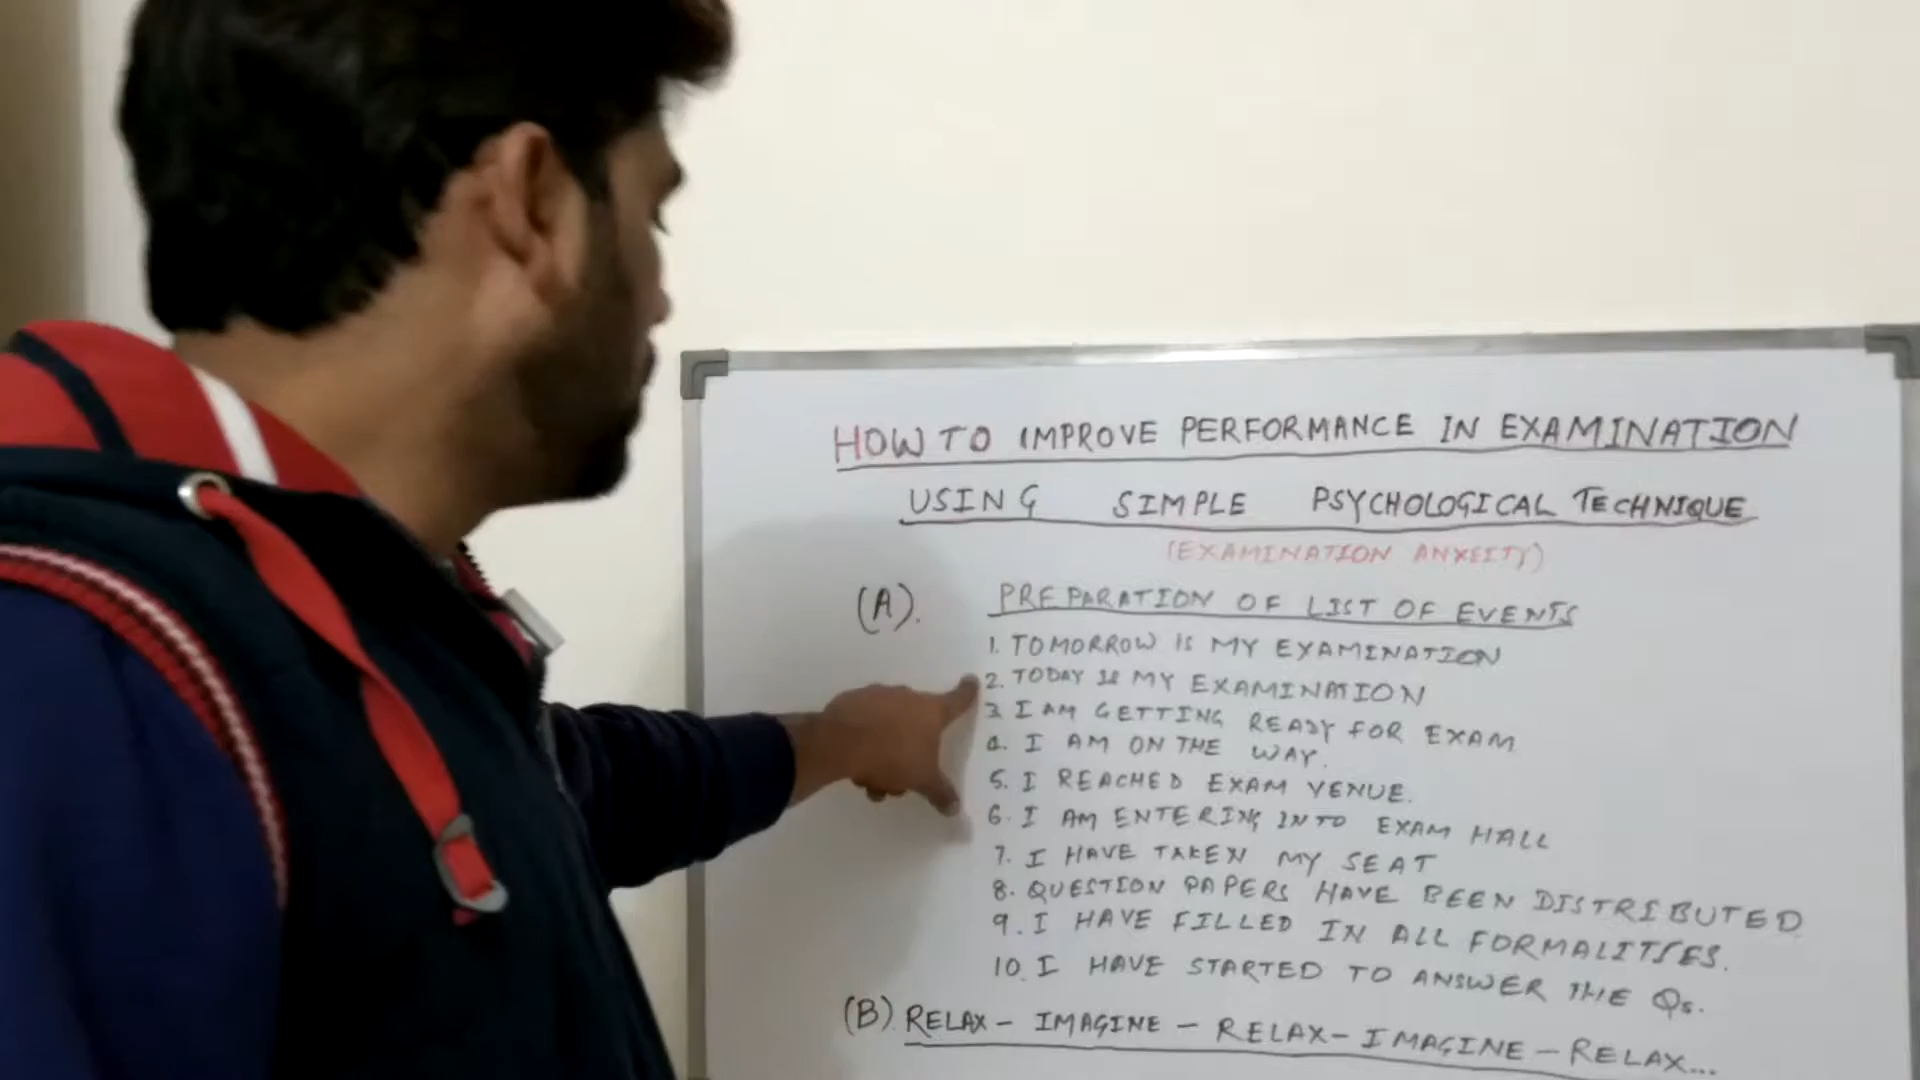 HOW TO IMPROVE PERFORMANCE IN EXAMINATION
USING SIMPLE PSYCHOLOGICAL TECHNIQUE
(EXAMINATION ANXEITY)
(A). PREPARATION OF LIST OF EVENTS
1. TOMORROW IS MY EXAMINATION
2. TODAY IS MY EXAMINATION
3 I AM GETTING READY FOR EXAM
4. I AM ON THE WAY.
5. I REACHED EXAM VENUE.
6. I AM ENTERING INTO EXAM HALL
7. I HAVE TAKEN MY SEAT
8. QUESTION PAPERS HAVE BEEN DISTRIBUTED
9. I HAVE FILLED IN ALL FORMALITIES.
10. I HAVE STARTED TO ANSWER THE Qs.
(B) RELAX - IMAGINE - RELAX - IMAGINE - RELAX...